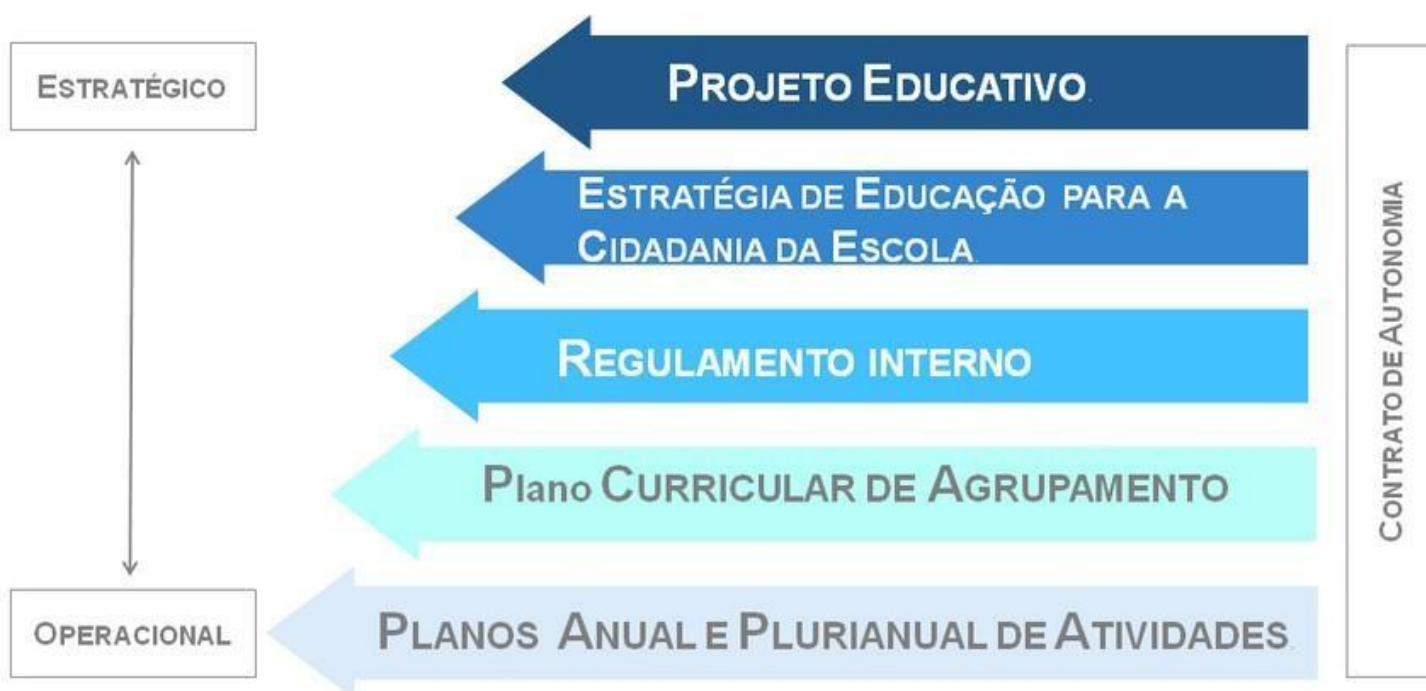 ESTRATÉGICO
PROJETO EDUCATIVO.
ESTRATÉGIA DE EDUCAÇÃO PARA A
CIDADANIA DA ESCOLA.
REGULAMENTO INTERNO
Plano CURRICULAR DE AGRUPAMENTO
OPERACIONAL
PLANOS ANUAL E PLURIANUAL DE ATIVIDADES.
CONTRATO DE AUTONOMIA